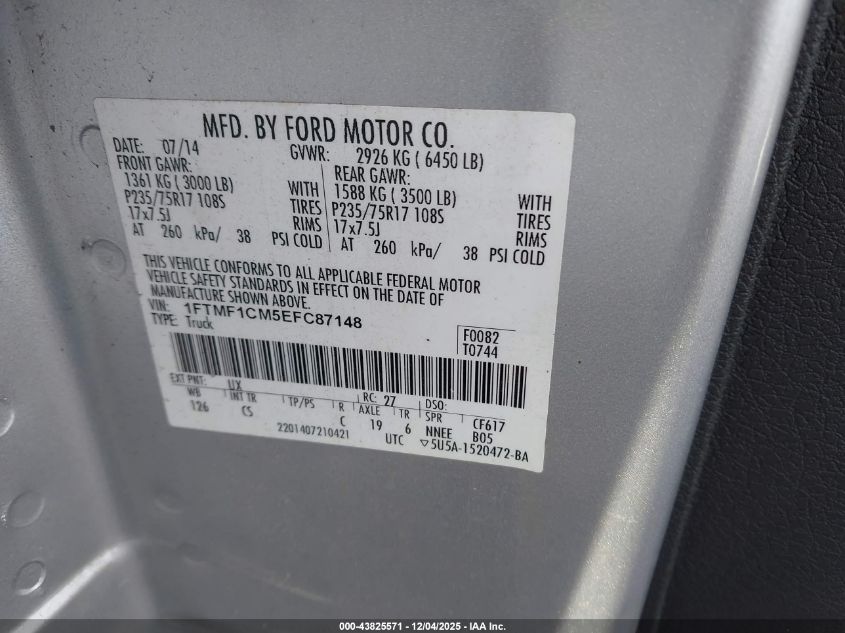 MFD. BY FORD MOTOR CO.
DATE: 07/14 GVWR: 2926 KG ( 6450 LB)
FRONT GAWR: REAR GAWR:
1361 KG ( 3000 LB) WITH 1588 KG ( 3500 LB) WITH
P235/75R17 108S TIRES P235/75R17 108S TIRES
17x7.5J RIMS 17x7.5J RIMS
AT 260 kPa/ 38 PSI COLD AT 260 kPa/ 38 PSI COLD
THIS VEHICLE CONFORMS TO ALL APPLICABLE FEDERAL MOTOR
VEHICLE SAFETY STANDARDS IN EFFECT ON THE DATE OF
MANUFACTURE SHOWN ABOVE.
VIN: 1FTMF1CM5EFC87148
TYPE: Truck
F0082
T0744
EXT PNT: UX RC: 27 DSO:
WB INT TR TP/PS R AXLE TR SPR CF617
126 CS C 19 6 NNEE B05
2201407210421 UTC ▽5U5A-1520472-BA
000-43825571 - 12/04/2025 - IAA Inc.